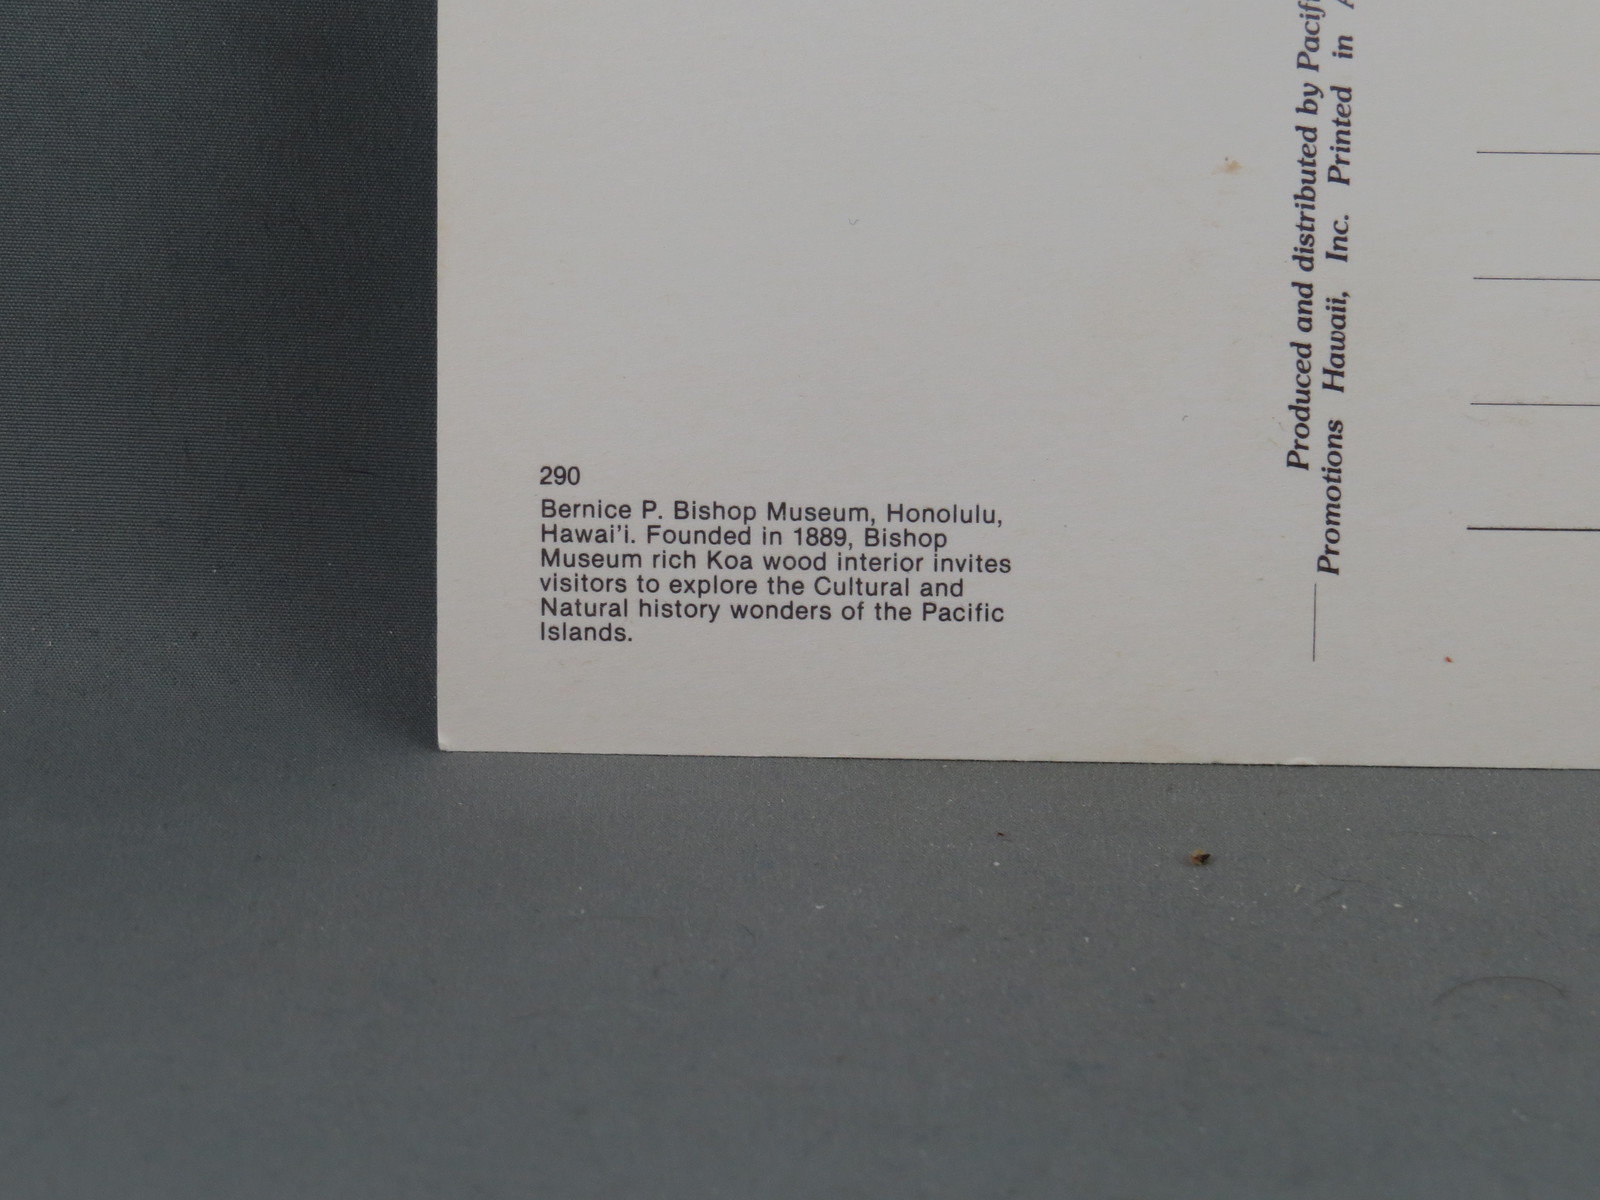 290
Bernice P. Bishop Museum, Honolulu,
Hawai'i. Founded in 1889, Bishop
Museum rich Koa wood interior invites
visitors to explore the Cultural and
Natural history wonders of the Pacific
Islands.
Produced and distributed by
Promotions Hawaii, Inc. Printed in